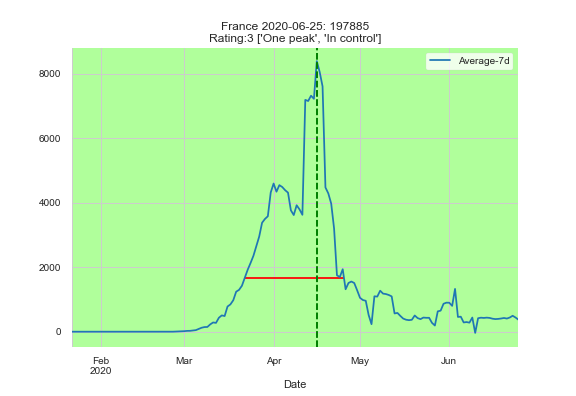 France 2020-06-25: 197885
Rating:3 ['One peak', 'In control']
Average-7d
8000
6000
4000
2000
0
Feb
2020
Mar
Apr
May
Jun
Date